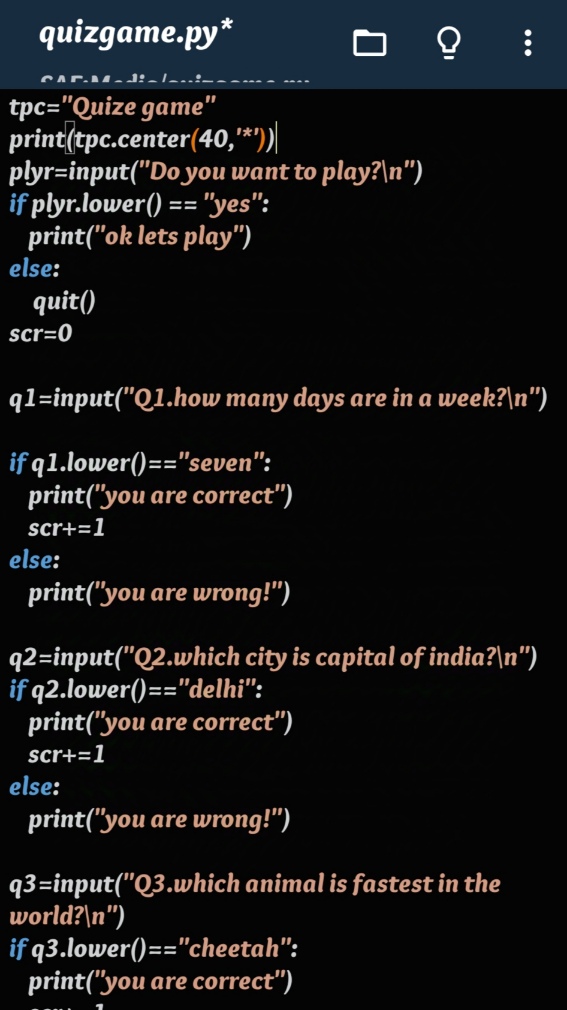 quizgame.py*
tpc="Quize game"
print(tpc.center(40,'*'))
plyr=input("Do you want to play?\n")
if plyr.lower() == "yes":
print("ok lets play")
else:
quit()
scr=0
q1=input("Q1.how many days are in a week?\n")
if q1.lower()=="seven":
print("you are correct")
scr+=1
else:
print("you are wrong!")
q2=input("Q2.which city is capital of india?\n")
if q2.lower()=="delhi":
print("you are correct")
scr+=1
else:
print("you are wrong!")
q3=input("Q3.which animal is fastest in the
world?\n")
if q3.lower()=="cheetah":
print("you are correct")